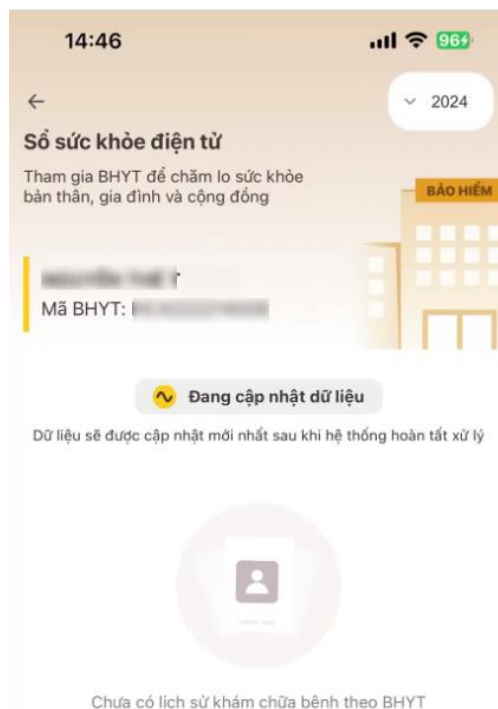 14:46
96
2024
Sổ sức khỏe điện tử
Tham gia BHYT để chăm lo sức khỏe
bản thân, gia đình và cộng đồng
BẢO HIỂM
Mã BHYT:
Đang cập nhật dữ liệu
Dữ liệu sẽ được cập nhật mới nhất sau khi hệ thống hoàn tất xử lý
Chưa có lịch sử khám chữa bệnh theo BHYT